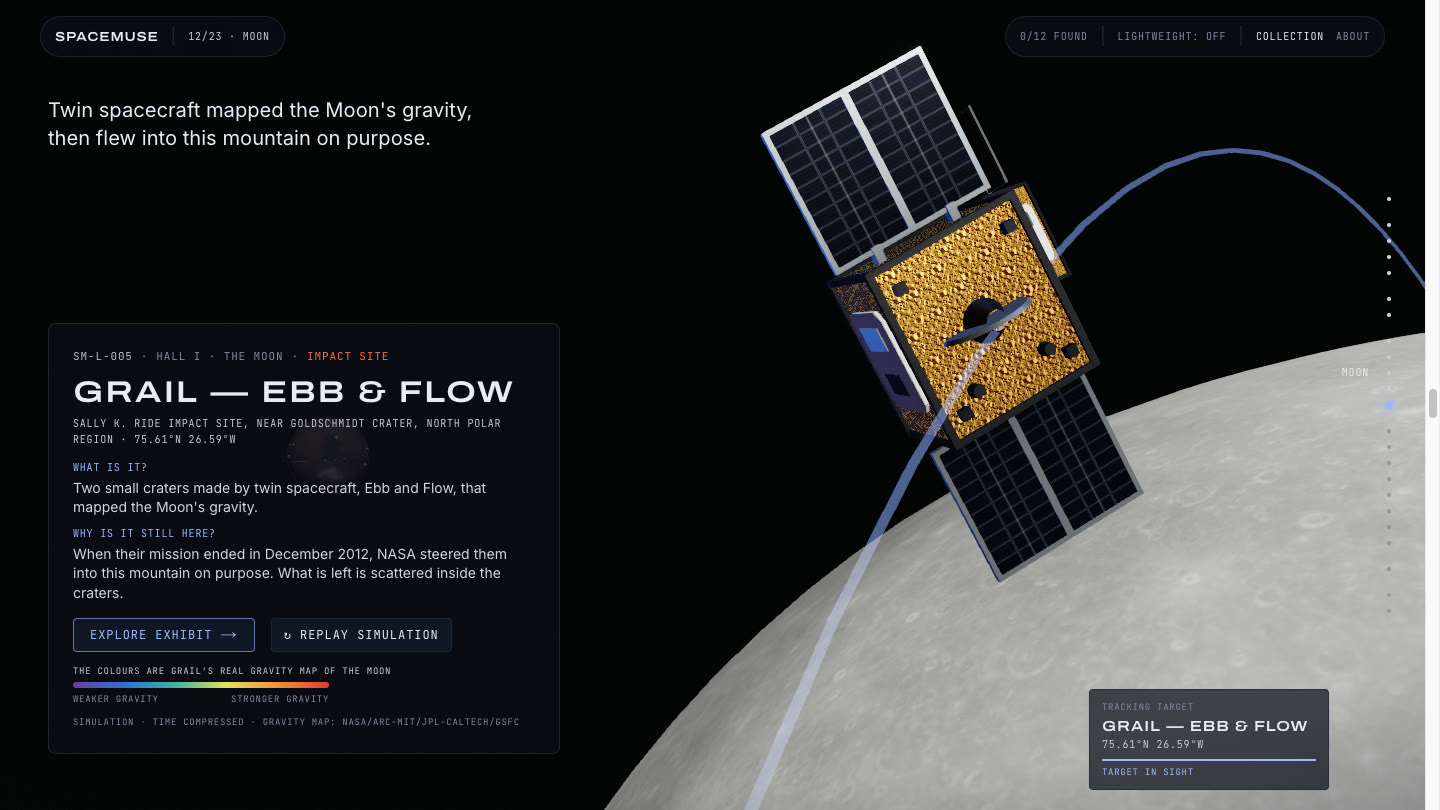 SPACEMUSE
12/23 · MOON
0/12 FOUND
LIGHTWEIGHT: OFF
COLLECTION
ABOUT
Twin spacecraft mapped the Moon's gravity,
then flew into this mountain on purpose.
SM-L-005 · HALL I · THE MOON · IMPACT SITE
GRAIL — EBB & FLOW
SALLY K. RIDE IMPACT SITE, NEAR GOLDSCHMIDT CRATER, NORTH POLAR
REGION · 75.61°N 26.59°W
WHAT IS IT?
Two small craters made by twin spacecraft, Ebb and Flow, that
mapped the Moon's gravity.
WHY IS IT STILL HERE?
When their mission ended in December 2012, NASA steered them
into this mountain on purpose. What is left is scattered inside the
craters.
EXPLORE EXHIBIT →
↻ REPLAY SIMULATION
THE COLOURS ARE GRAIL'S REAL GRAVITY MAP OF THE MOON
WEAKER GRAVITY
STRONGER GRAVITY
SIMULATION · TIME COMPRESSED · GRAVITY MAP: NASA/ARC-MIT/JPL-CALTECH/GSFC
MOON
TRACKING TARGET
GRAIL — EBB & FLOW
75.61°N 26.59°W
TARGET IN SIGHT